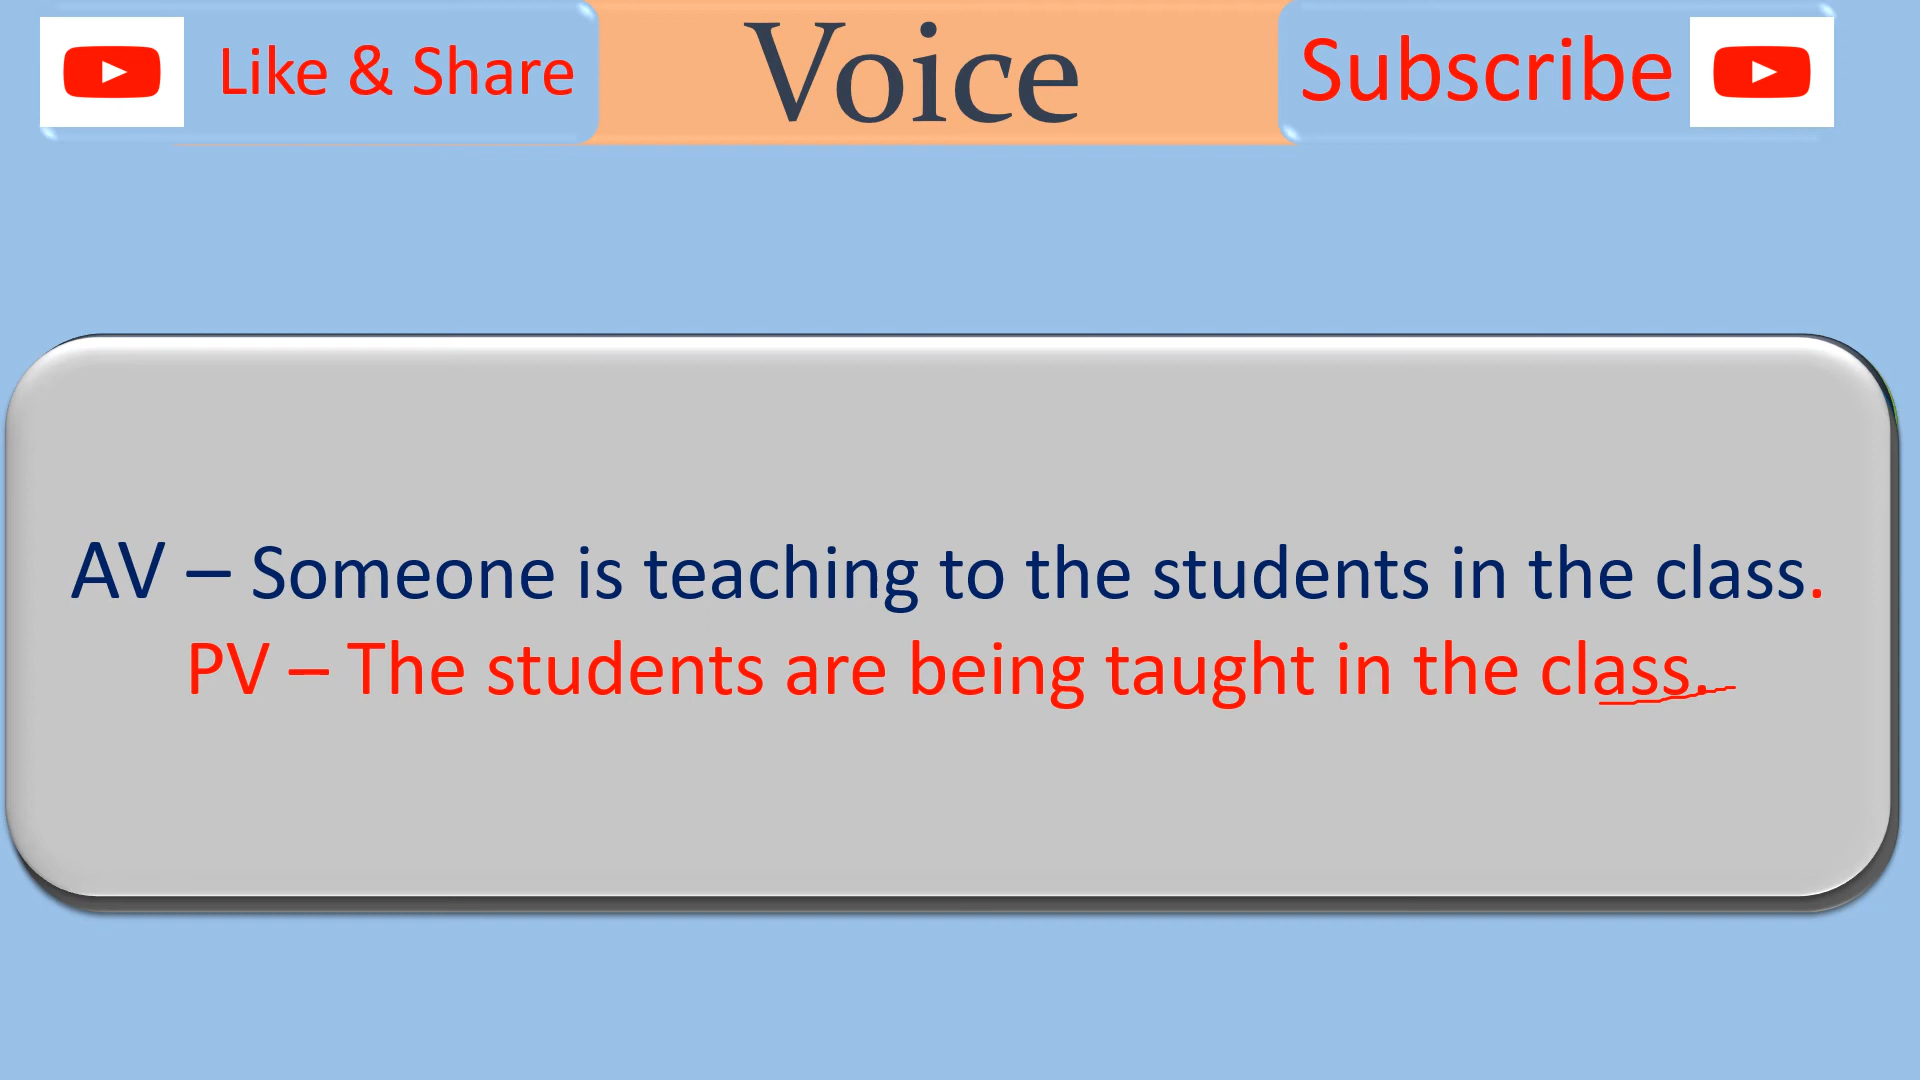 Like & Share
Voice
Subscribe
AV – Someone is teaching to the students in the class.
PV – The students are being taught in the class.